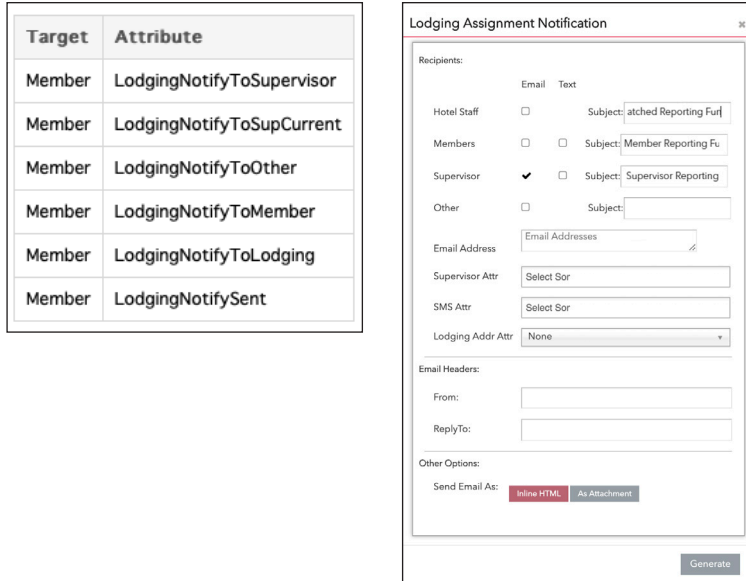 Target Attribute
Member LodgingNotifyToSupervisor
Member LodgingNotifyToSupCurrent
Member LodgingNotifyToOther
Member LodgingNotifyToMember
Member LodgingNotifyToLodging
Member LodgingNotifySent
Lodging Assignment Notification
Recipients:
Email Text
Hotel Staff Subject: atched Reporting Fur
Members Subject: Member Reporting Fu
Supervisor Subject: Supervisor Reporting
Other Subject:
Email Address Email Addresses
Supervisor Attr Select Sor
SMS Attr Select Sor
Lodging Addr Attr None
Email Headers:
From:
ReplyTo:
Other Options:
Send Email As: Inline HTML As Attachment
Generate